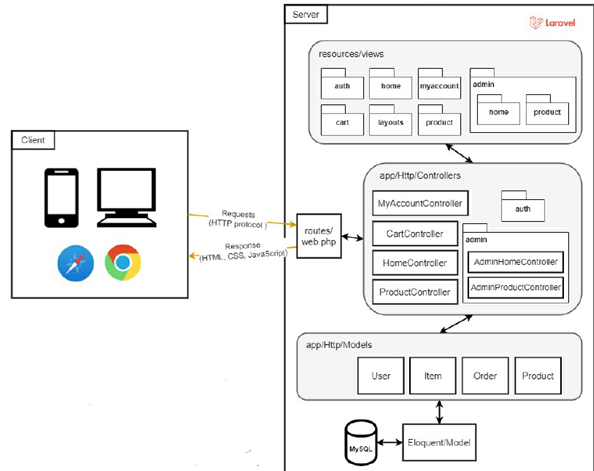 Server
Laravel
resources/views
auth
home
myaccount
admin
home
product
cart
layouts
product
Client
app/Http/Controllers
MyAccountController
auth
Requests
(HTTP protocol )
routes/
web.php
CartController
admin
Response
(HTML, CSS, JavaScript)
HomeController
AdminHomeController
ProductController
AdminProductController
app/Http/Models
User
Item
Order
Product
MySQL
Eloquent/Model